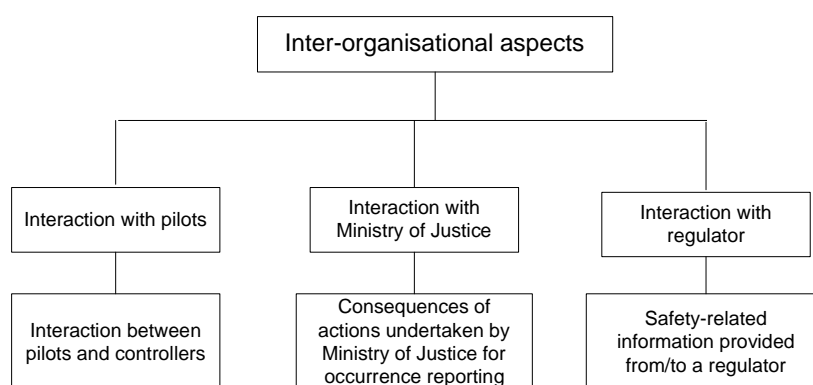 Inter-organisational aspects
Interaction with pilots
Interaction with
Ministry of Justice
Interaction with
regulator
Interaction between
pilots and controllers
Consequences of
actions undertaken by
Ministry of Justice for
occurrence reporting
Safety-related
information provided
from/to a regulator